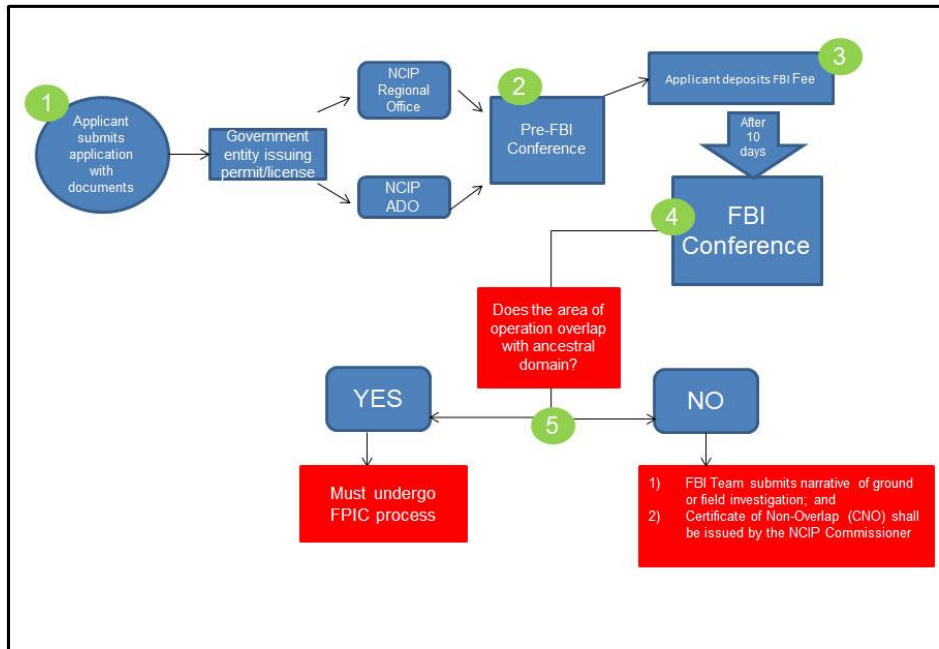 1
Applicant
submits
application
with
documents
Government
entity issuing
permit/license
NCIP
Regional
Office
NCIP
ADO
2
Pre-FBI
Conference
3
Applicant deposits FBI Fee
After
10
days
4
FBI
Conference
Does the area of
operation overlap
with ancestral
domain?
5
YES
NO
Must undergo
FPIC process
1) FBI Team submits narrative of ground
or field investigation; and
2) Certificate of Non-Overlap (CNO) shall
be issued by the NCIP Commissioner